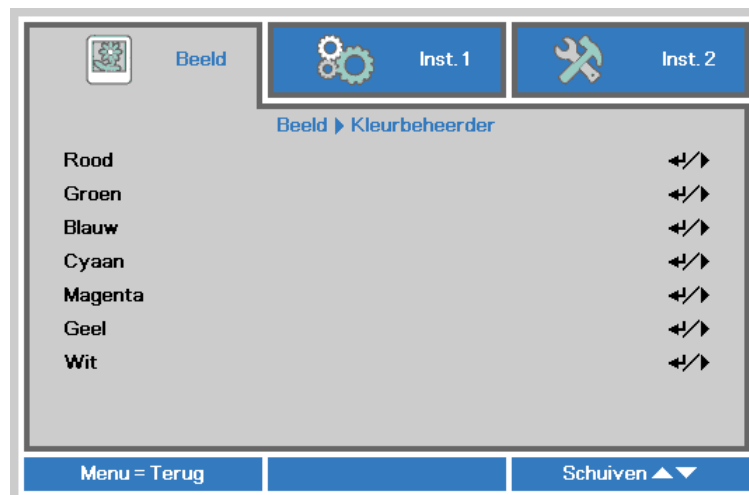 Beeld
Inst. 1
Inst. 2
Beeld Kleurbeheerder
Rood
Groen
Blauw
Cyaan
Magenta
Geel
Wit
Menu = Terug
Schuiven